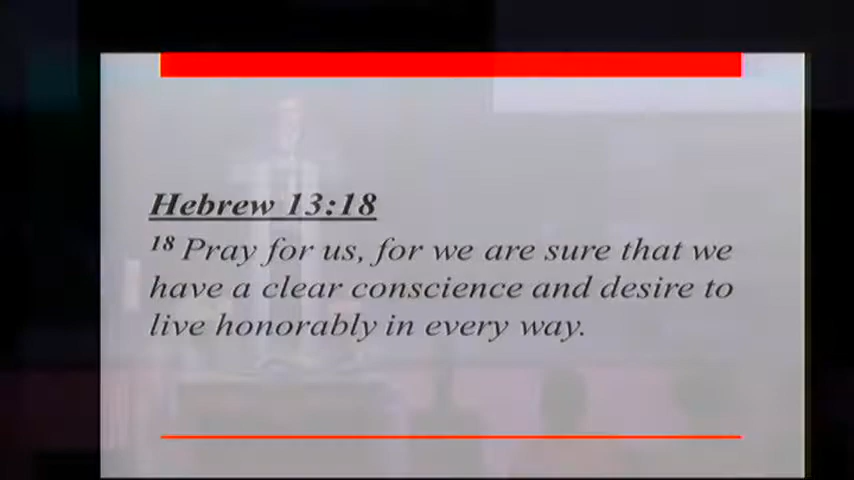 Hebrew 13:18
18 Pray for us, for we are sure that we
have a clear conscience and desire to
live honorably in every way.